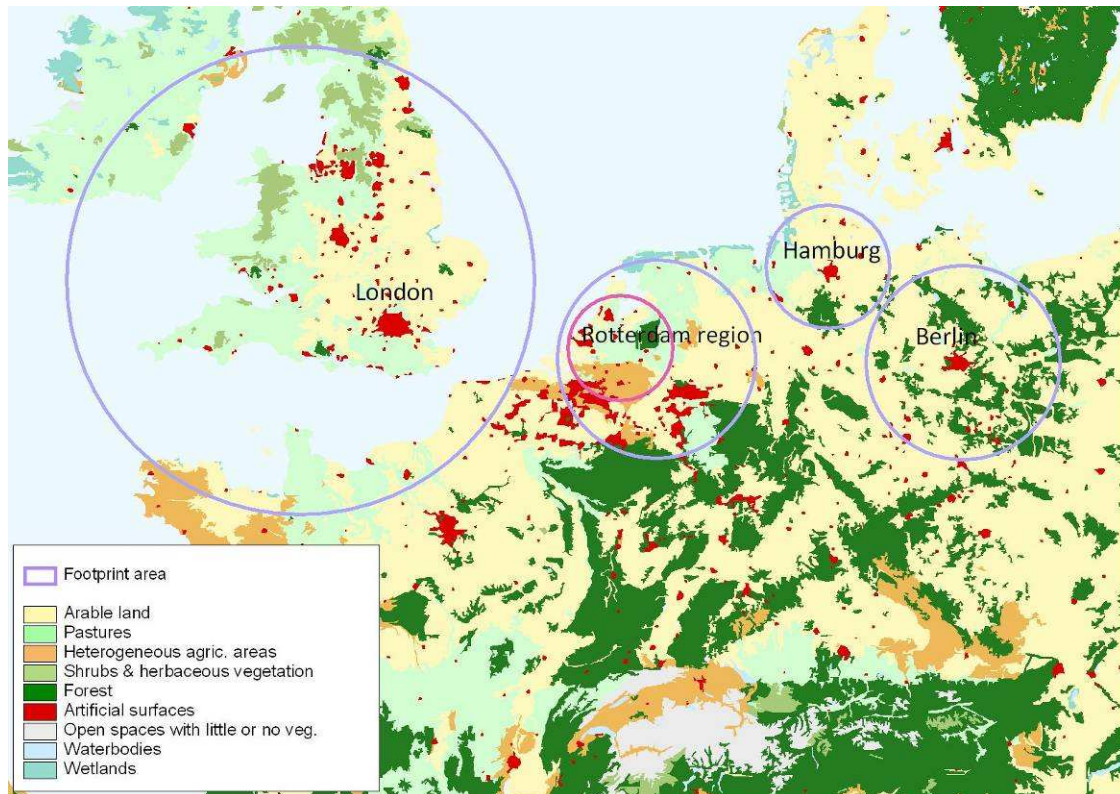 London
Hamburg
Rotterdam region
Berlin
Footprint area
Arable land
Pastures
Heterogeneous agric. areas
Shrubs & herbaceous vegetation
Forest
Artificial surfaces
Open spaces with little or no veg.
Waterbodies
Wetlands